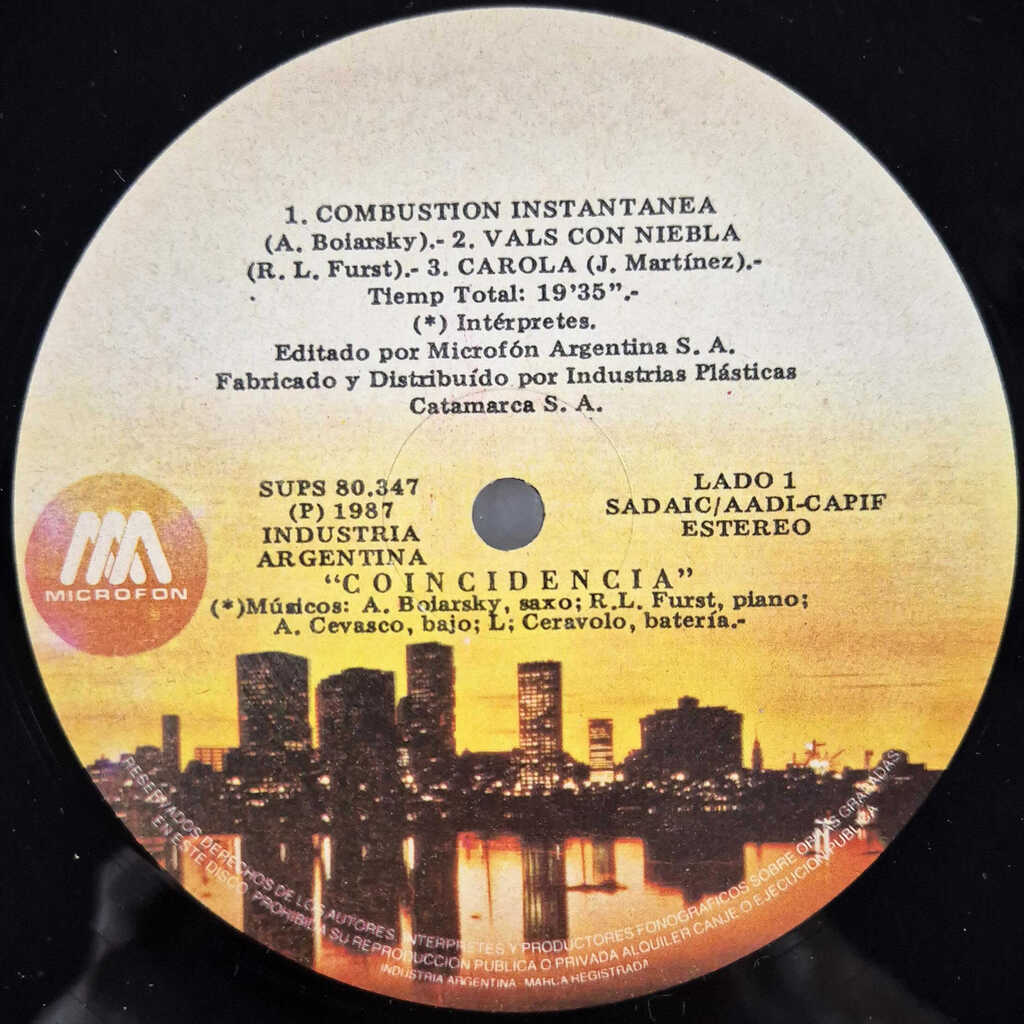 1. COMBUSTION INSTANTANEA
(A. Boiarsky).- 2. VALS CON NIEBLA
(R. L. Furst).- 3. CAROLA (J. Martínez).-
Tiemp Total: 19'35”.-
(*) Intérpretes.
Editado por Microfón Argentina S. A.
Fabricado y Distribuído por Industrias Plásticas
Catamarca S. A.
SUPS 80.347
(P) 1987
INDUSTRIA
ARGENTINA
LADO 1
SADAIC/AADI-CAPIF
ESTEREO
MICROFON
“COINCIDENCIA”
(*)Músicos: A. Boiarsky, saxo; R.L. Furst, piano;
A. Cevasco, bajo; L; Ceravolo, batería.-
RESERVADOS DERECHOS DE LOS AUTORES, INTERPRETES Y PRODUCTORES FONOGRAFICOS SOBRE OBRAS GRABADAS
EN ESTE DISCO. PROHIBIDA SU REPRODUCCION PUBLICA O PRIVADA ALQUILER CANJE O EJECUCION PUBLICA
INDUSTRIA ARGENTINA - MARCA REGISTRADA